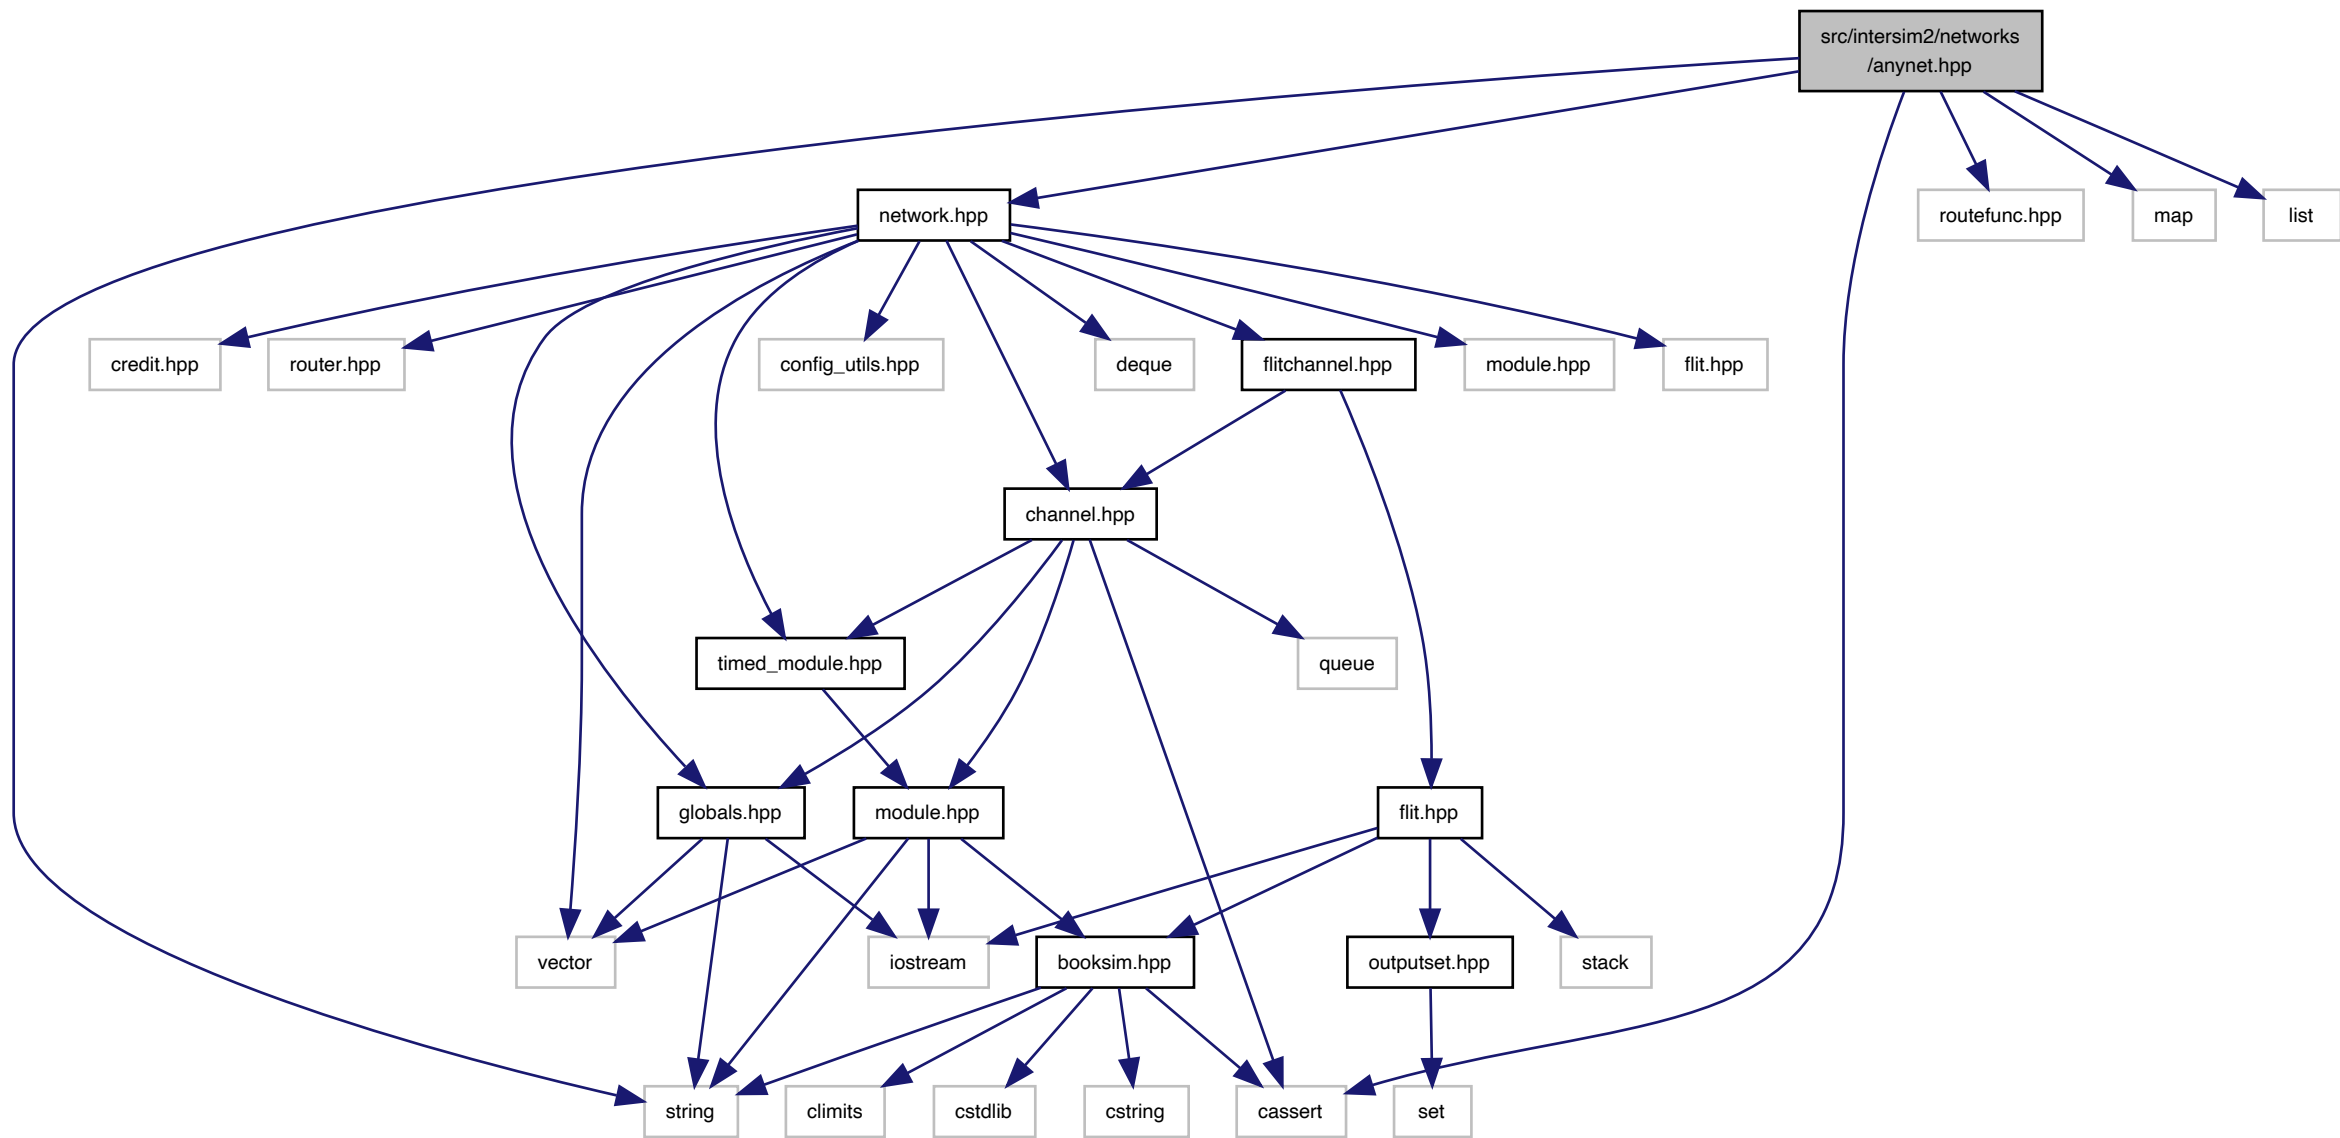 src/intersim2/networks
/anynet.hpp
network.hpp
routefunc.hpp
map
list
credit.hpp
router.hpp
config_utils.hpp
deque
flitchannel.hpp
module.hpp
flit.hpp
channel.hpp
timed_module.hpp
queue
globals.hpp
module.hpp
flit.hpp
vector
iostream
booksim.hpp
outputset.hpp
stack
string
climits
cstdlib
cstring
cassert
set